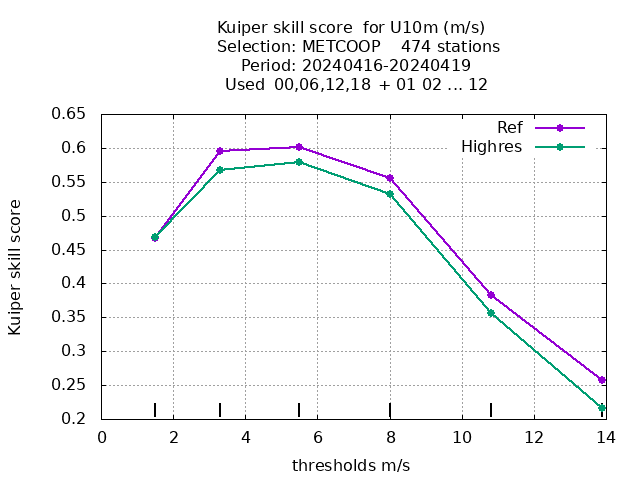 Kuiper skill score  for U10m (m/s)
Selection: METCOOP    474 stations
Period: 20240416-20240419
Used  00,06,12,18 + 01 02 ... 12
Ref
Highres
Kuiper skill score
0.65
0.6
0.55
0.5
0.45
0.4
0.35
0.3
0.25
0.2
0 2 4 6 8 10 12 14
thresholds m/s